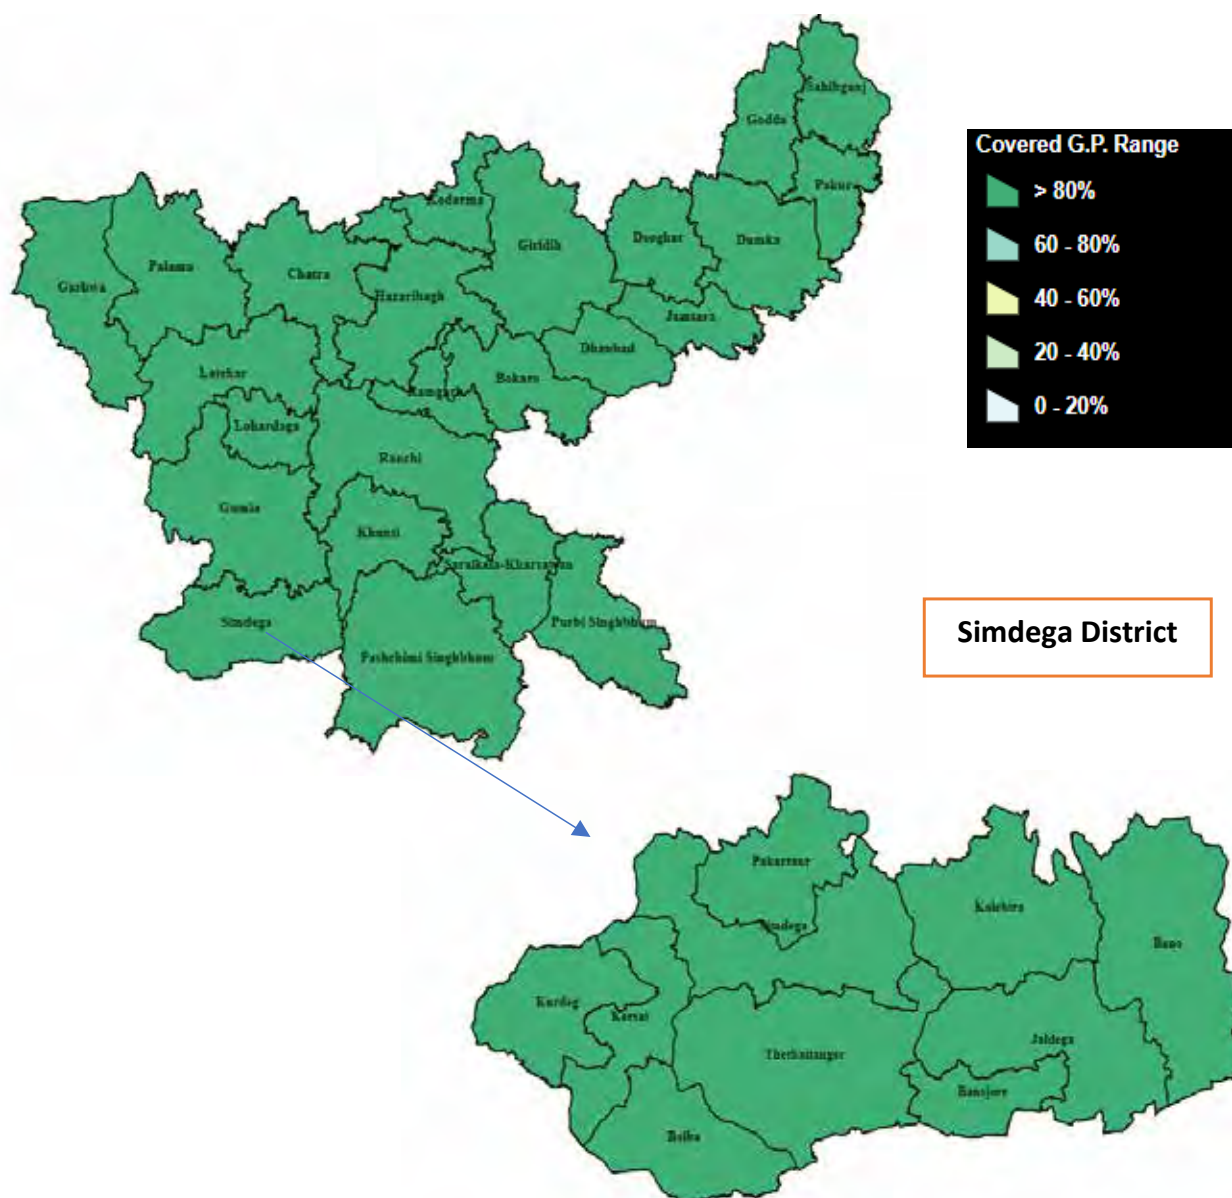 Sahibganj
Godda
Pakur
Kodarma
Giridih
Deoghar
Dumka
Palamu
Chatra
Garhwa
Hazaribagh
Jamtara
Dhanbad
Latehar
Bokaro
Ramgarh
Lohardaga
Ranchi
Gumla
Khunti
Saraikela-Kharsawan
Simdega
Purbi Singhbhum
Pashchimi Singhbhum
Covered G.P. Range
> 80%
60 - 80%
40 - 60%
20 - 40%
0 - 20%
Simdega District
Pakartanr
Kolebira
Simdega
Bano
Kurdeg
Kersai
Jaldega
Thethaitangar
Bansjore
Bolba